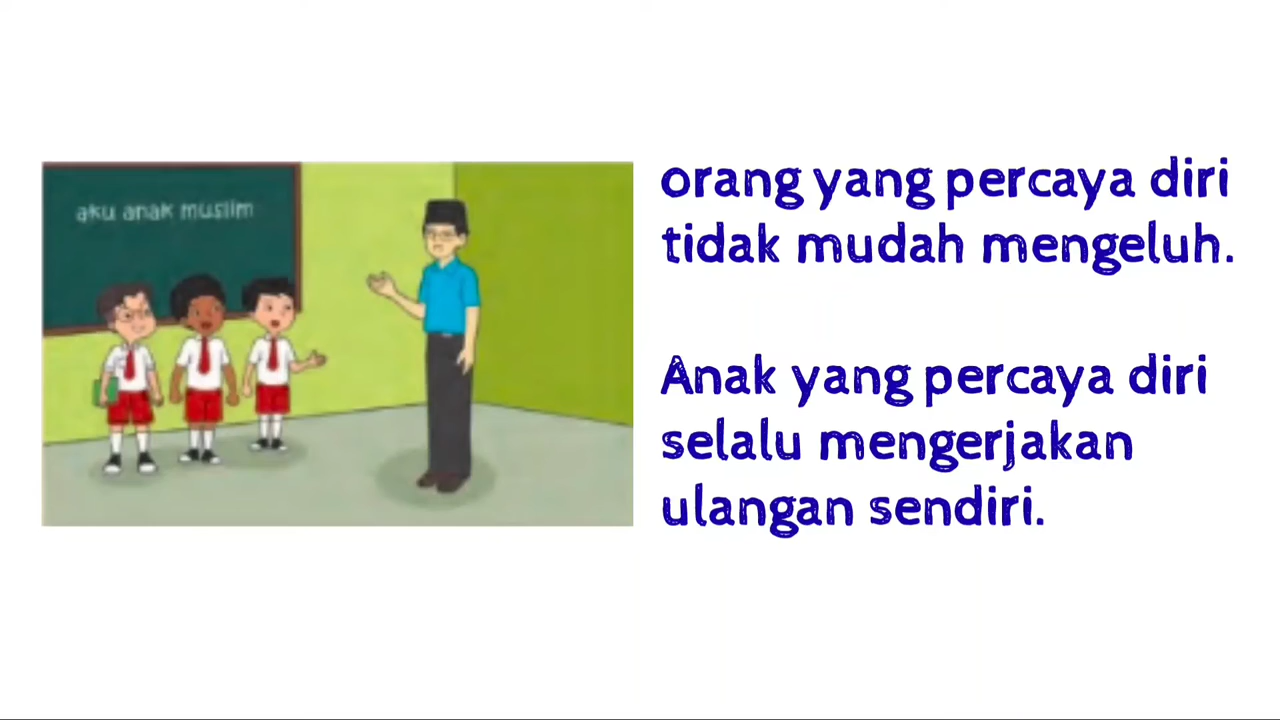 aku anak muslim
orang yang percaya diri
tidak mudah mengeluh.
Anak yang percaya diri
selalu mengerjakan
ulangan sendiri.